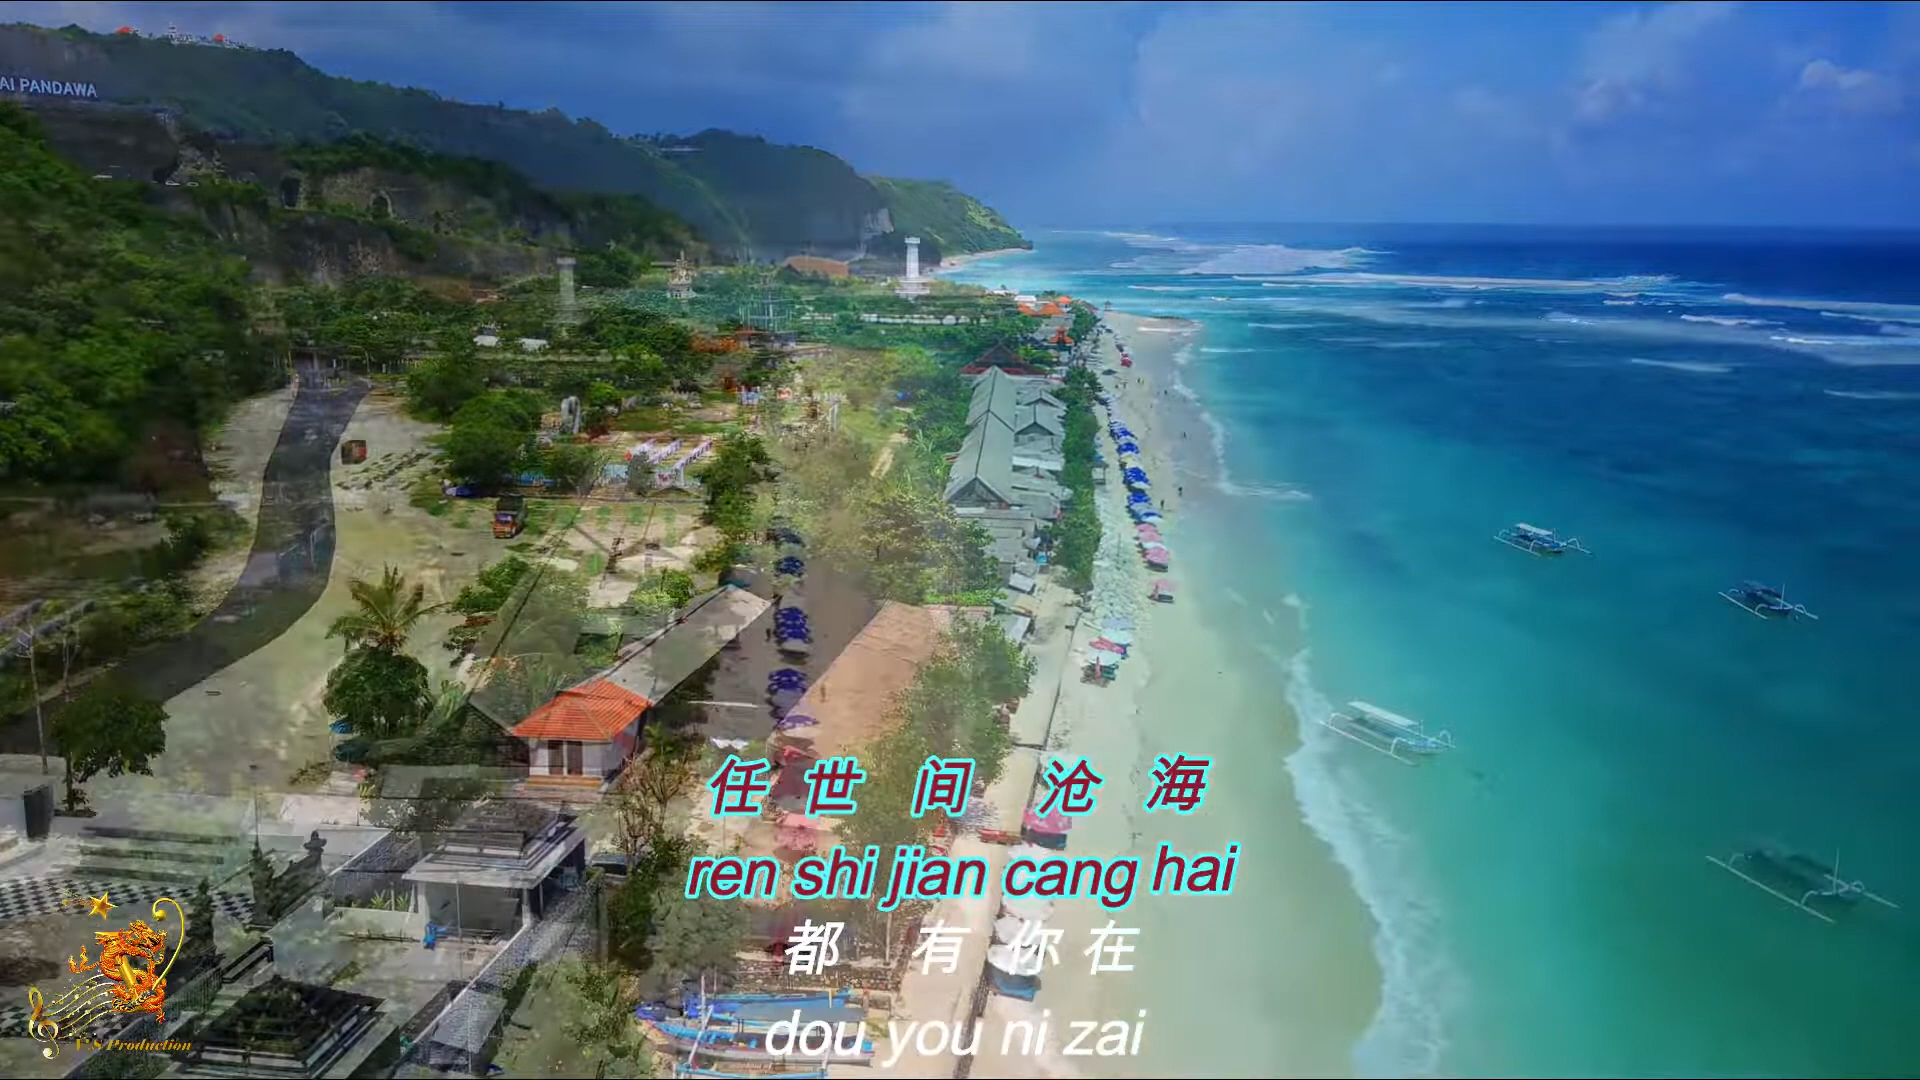 AI PANDAWA
任 世 间 沧 海
ren shi jian cang hai
都 有 你 在
dou you ni zai
V.S Production